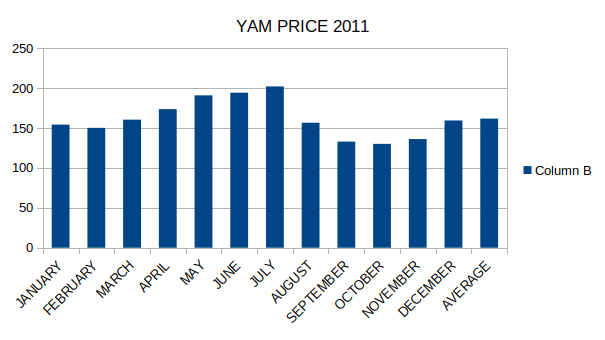 YAM PRICE 2011
250
200
150
100
50
0
JANUARY
FEBRUARY
MARCH
APRIL
MAY
JUNE
JULY
AUGUST
SEPTEMBER
OCTOBER
NOVEMBER
DECEMBER
AVERAGE
Column B